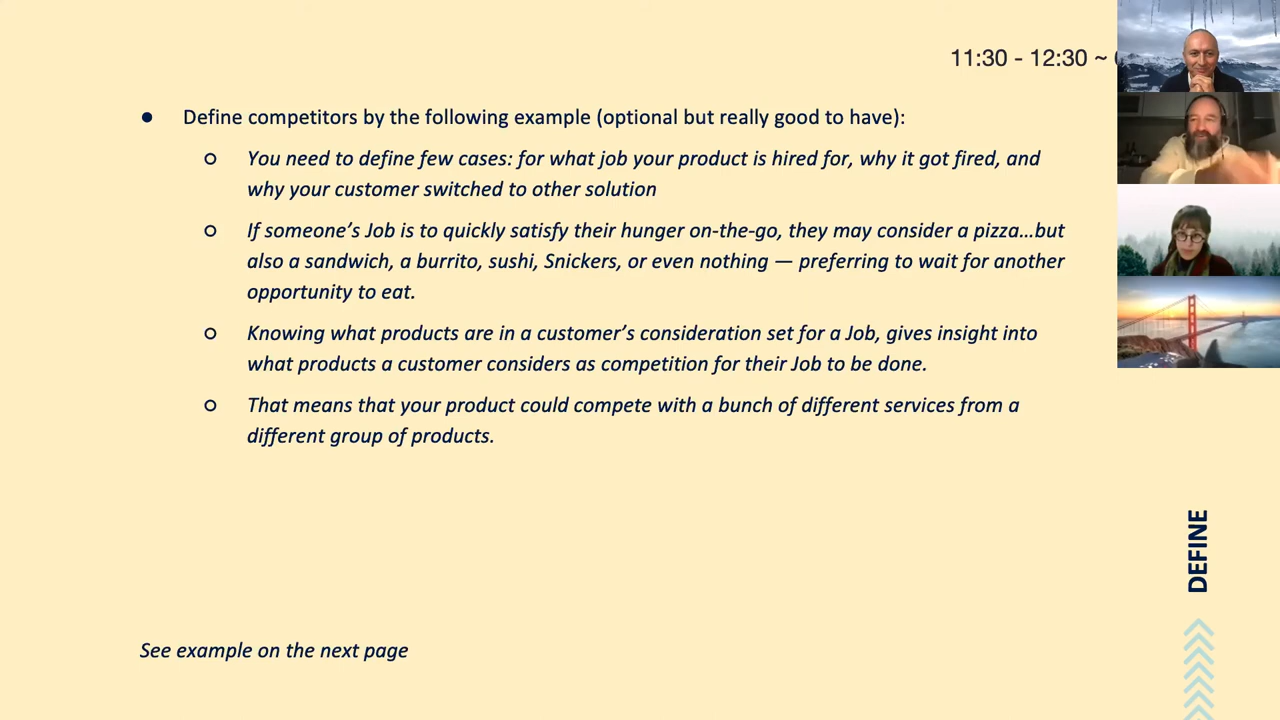 11:30 - 12:30 ~
● Define competitors by the following example (optional but really good to have):
○ You need to define few cases: for what job your product is hired for, why it got fired, and
why your customer switched to other solution
○ If someone’s Job is to quickly satisfy their hunger on-the-go, they may consider a pizza…but
also a sandwich, a burrito, sushi, Snickers, or even nothing — preferring to wait for another
opportunity to eat.
○ Knowing what products are in a customer’s consideration set for a Job, gives insight into
what products a customer considers as competition for their Job to be done.
○ That means that your product could compete with a bunch of different services from a
different group of products.
DEFINE
See example on the next page